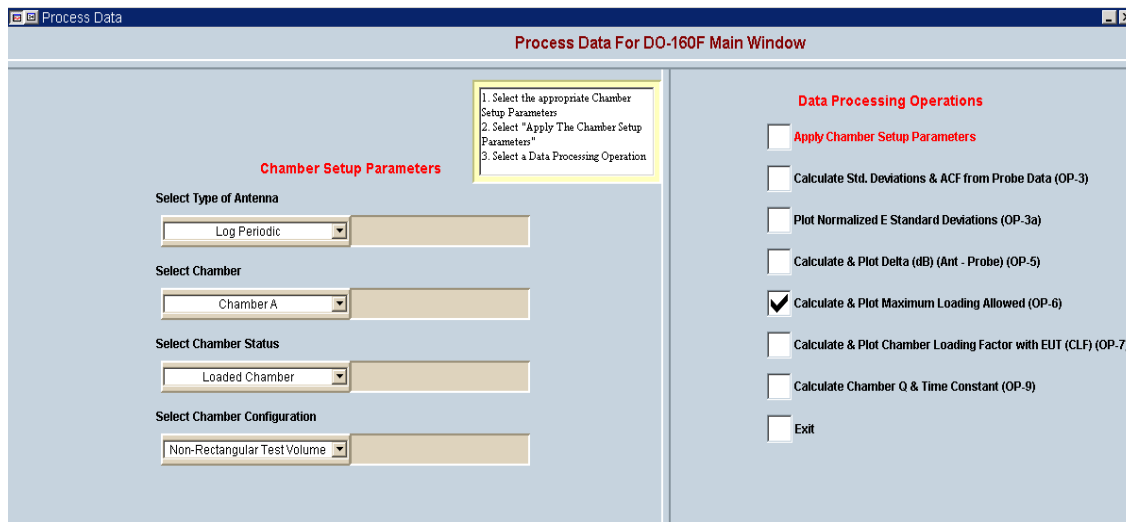 Process Data
Process Data For DO-160F Main Window
1. Select the appropriate Chamber
Setup Parameters
2. Select "Apply The Chamber Setup
Parameters"
3. Select a Data Processing Operation
Chamber Setup Parameters
Select Type of Antenna
Log Periodic
Select Chamber
Chamber A
Select Chamber Status
Loaded Chamber
Select Chamber Configuration
Non-Rectangular Test Volume
Data Processing Operations
Apply Chamber Setup Parameters
Calculate Std. Deviations & ACF from Probe Data (OP-3)
Plot Normalized E Standard Deviations (OP-3a)
Calculate & Plot Delta (dB) (Ant - Probe) (OP-5)
Calculate & Plot Maximum Loading Allowed (OP-6)
Calculate & Plot Chamber Loading Factor with EUT (CLF) (OP-7
Calculate Chamber Q & Time Constant (OP-9)
Exit